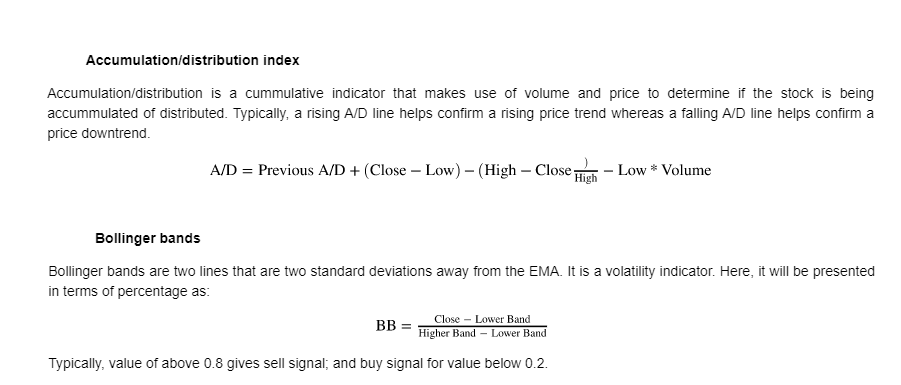 Accumulation/distribution index
Accumulation/distribution is a cummulative indicator that makes use of volume and price to determine if the stock is being
accummulated of distributed. Typically, a rising A/D line helps confirm a rising price trend whereas a falling A/D line helps confirm a
price downtrend.
A/D = Previous A/D + (Close − Low) − (High − Close )/High − Low * Volume
Bollinger bands
Bollinger bands are two lines that are two standard deviations away from the EMA. It is a volatility indicator. Here, it will be presented
in terms of percentage as:
BB = Close − Lower Band
Higher Band − Lower Band
Typically, value of above 0.8 gives sell signal; and buy signal for value below 0.2.